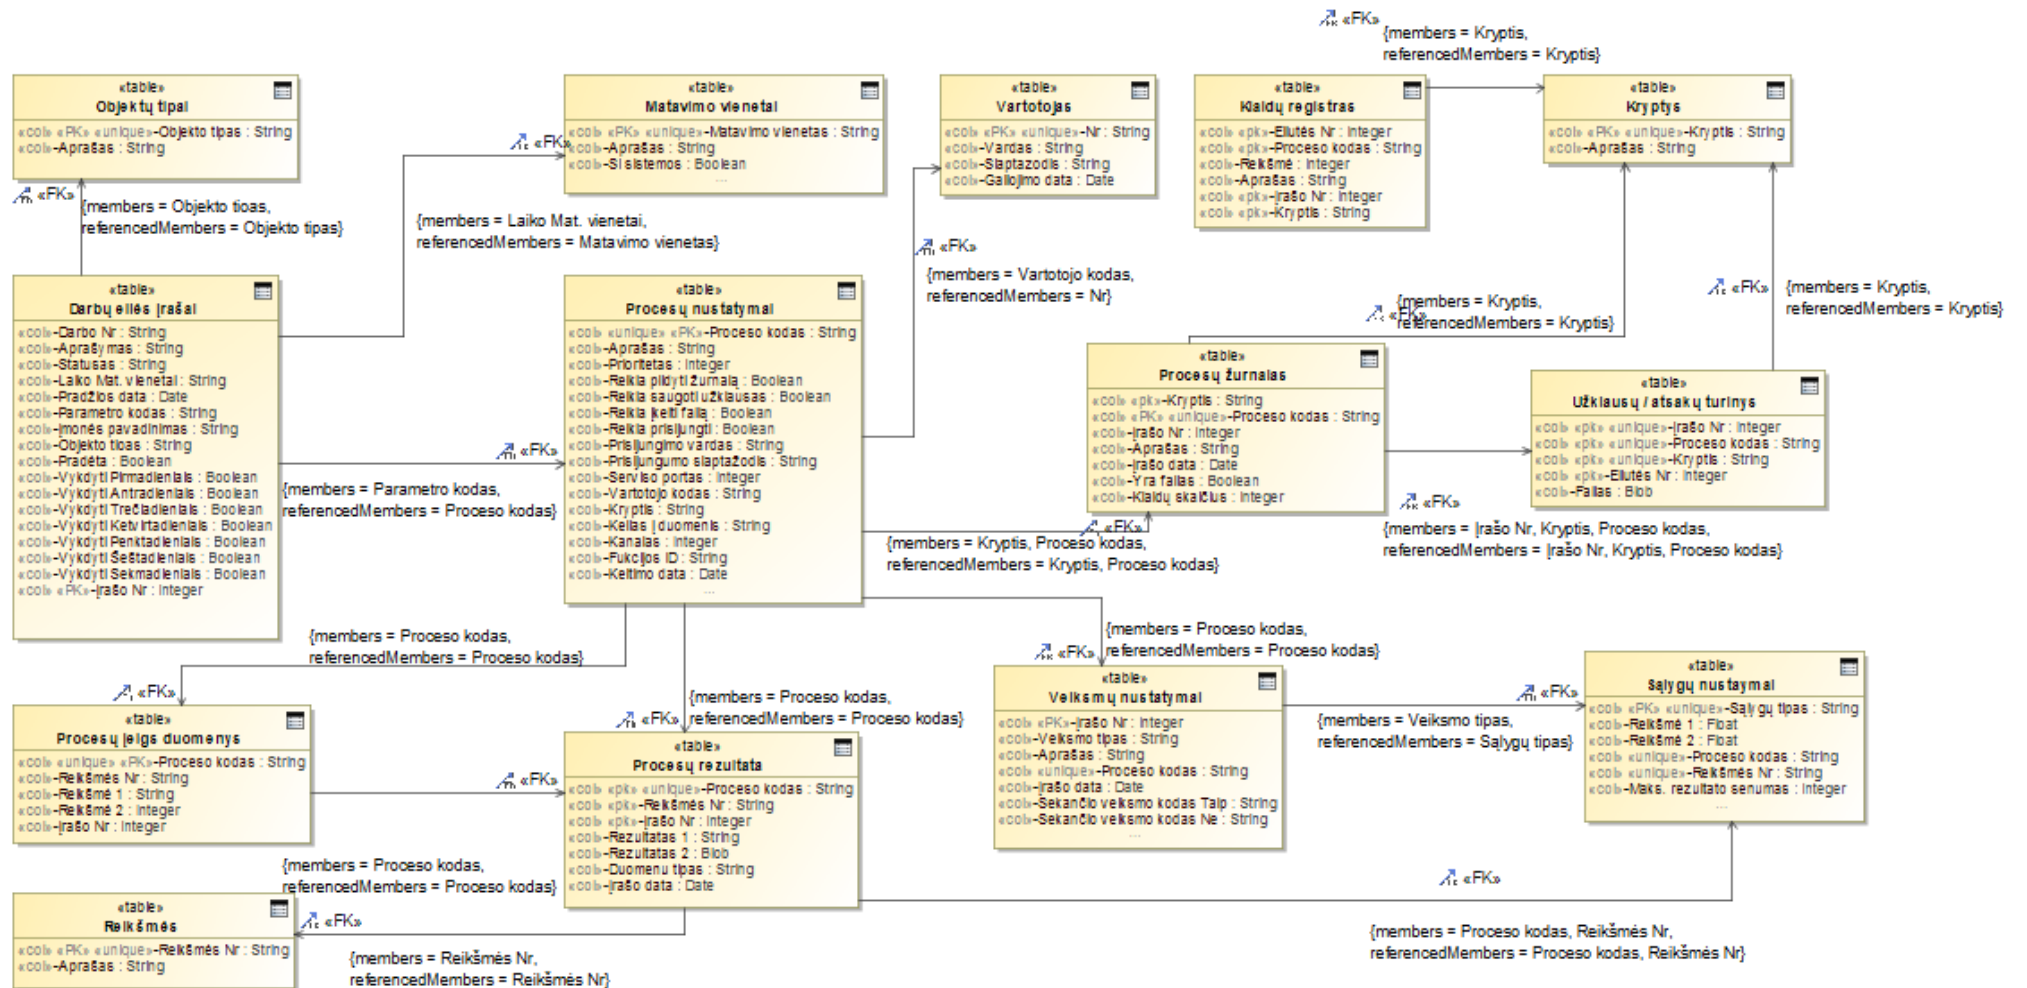 «FK»
{members = Kryptis,
referencedMembers = Kryptis}
«table»
Objektų tipai
«col» «PK» «unique»-Objekto tipas : String
«col»-Aprašas : String
«table»
Matavimo vienetai
«col» «PK» «unique»-Matavimo vienetas : String
«col»-Aprašas : String
«col»-SI sistemos : Boolean
...
«table»
Vartotojas
«col» «PK» «unique»-Nr : String
«col»-Vardas : String
«col»-Slaptazodis : String
«col»-Galiojimo data : Date
«table»
Klaidų registras
«col» «pk»-Eilutės Nr : Integer
«col» «pk»-Proceso kodas : String
«col»-Reikšmė : Integer
«col»-Aprašas : String
«col» «pk»-Įrašo Nr : Integer
«col» «pk»-Kryptis : String
«table»
Kryptys
«col» «PK» «unique»-Kryptis : String
«col»-Aprašas : String
«FK»
{members = Objekto tioas,
referencedMembers = Objekto tipas}
«FK»
{members = Laiko Mat. vienetai,
referencedMembers = Matavimo vienetas}
«FK»
{members = Vartotojo kodas,
referencedMembers = Nr}
«FK»
{members = Kryptis,
referencedMembers = Kryptis}
«FK»
{members = Kryptis,
referencedMembers = Kryptis}
«table»
Darbų eilės įrašai
«col»-Darbo Nr : String
«col»-Aprašymas : String
«col»-Statusas : String
«col»-Laiko Mat. vienetai : String
«col»-Pradžios data : Date
«col»-Parametro kodas : String
«col»-Įmonės pavadinimas : String
«col»-Objekto tioas : String
«col»-Pradėta : Boolean
«col»-Vykdyti Pirmadieniais : Boolean
«col»-Vykdyti Antradieniais : Boolean
«col»-Vykdyti Trečiadieniais : Boolean
«col»-Vykdyti Ketvirtadieniais : Boolean
«col»-Vykdyti Penktadieniais : Boolean
«col»-Vykdyti Šeštadieniais : Boolean
«col»-Vykdyti Sekmadieniais : Boolean
«col» «PK»-Įrašo Nr : Integer
«FK»
{members = Parametro kodas,
referencedMembers = Proceso kodas}
«table»
Procesų nustatymai
«col» «unique» «PK»-Proceso kodas : String
«col»-Aprašas : String
«col»-Prioritetas : Integer
«col»-Reikia pildyti žurnalą : Boolean
«col»-Reikia saugoti užklausas : Boolean
«col»-Reikia įkelti failą : Boolean
«col»-Reikia prisijungti : Boolean
«col»-Prisijungimo vardas : String
«col»-Prisijungumo slaptažodis : String
«col»-Serviso portas : Integer
«col»-Vartotojo kodas : String
«col»-Kryptis : String
«col»-Kelias į duomenis : String
«col»-Kanalas : Integer
«col»-Fukcijos ID : String
«col»-Keitimo data : Date
...
«table»
Procesų žurnalas
«col» «pk»-Kryptis : String
«col» «PK» «unique»-Proceso kodas : String
«col»-Įrašo Nr : Integer
«col»-Aprašas : String
«col»-Įrašo data : Date
«col»-Yra failas : Boolean
«col»-Klaidų skaičius : Integer
«table»
Užklausų / atsakų turinys
«col» «pk» «unique»-Įrašo Nr : Integer
«col» «pk» «unique»-Proceso kodas : String
«col» «pk» «unique»-Kryptis : String
«col» «pk»-Eilutės Nr : Integer
«col»-Failas : Blob
«FK»
{members = Kryptis, Proceso kodas,
referencedMembers = Kryptis, Proceso kodas}
«FK»
{members = Įrašo Nr, Kryptis, Proceso kodas,
referencedMembers = Įrašo Nr, Kryptis, Proceso kodas}
{members = Proceso kodas,
referencedMembers = Proceso kodas}
«FK»
{members = Proceso kodas,
referencedMembers = Proceso kodas}
«FK»
{members = Proceso kodas,
referencedMembers = Proceso kodas}
«FK»
«table»
Procesų įeigs duomenys
«col» «unique» «PK»-Proceso kodas : String
«col»-Reikšmės Nr : String
«col»-Reikšmė 1 : String
«col»-Reikšmė 2 : Integer
«col»-Įrašo Nr : Integer
«FK»
{members = Proceso kodas,
referencedMembers = Proceso kodas}
«table»
Procesų rezultata
«col» «pk» «unique»-Proceso kodas : String
«col» «pk»-Reikšmės Nr : String
«col» «pk»-Įrašo Nr : Integer
«col»-Rezultatas 1 : String
«col»-Rezultatas 2 : Blob
«col»-Duomenu tipas : String
«col»-Įrašo data : Date
«table»
Veiksmų nustatymai
«col» «PK»-Įrašo Nr : Integer
«col»-Veiksmo tipas : String
«col»-Aprašas : String
«col» «unique»-Proceso kodas : String
«col»-Įrašo data : Date
«col»-Sekančio veiksmo kodas Taip : String
«col»-Sekančio veiksmo kodas Ne : String
...
«FK»
{members = Veiksmo tipas,
referencedMembers = Sąlygų tipas}
«table»
Sąlygų nustaymai
«col» «PK» «unique»-Sąlygų tipas : String
«col»-Reikšmė 1 : Float
«col»-Reikšmė 2 : Float
«col» «unique»-Proceso kodas : String
«col» «unique»-Reikšmės Nr : String
«col»-Maks. rezultato senumas : Integer
...
«FK»
{members = Proceso kodas, Reikšmės Nr,
referencedMembers = Proceso kodas, Reikšmės Nr}
«table»
Reikšmės
«col» «PK» «unique»-Reikšmės Nr : String
«col»-Aprašas : String
«FK»
{members = Reikšmės Nr,
referencedMembers = Reikšmės Nr}